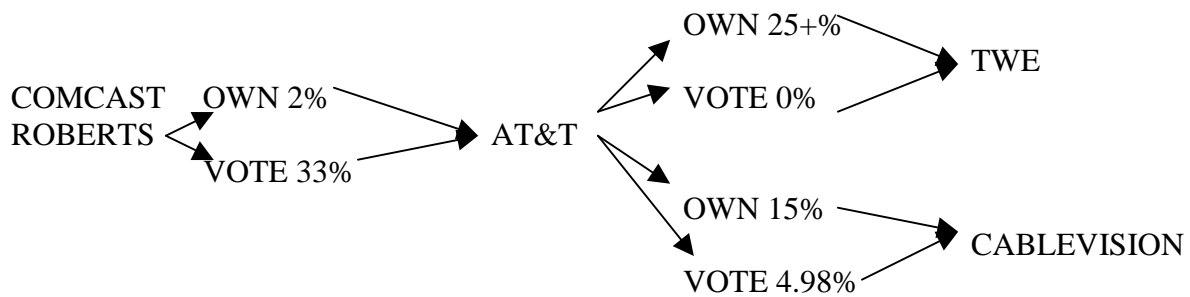 OWN 25+%
TWE
COMCAST OWN 2% VOTE 0%
ROBERTS AT&T
VOTE 33%
OWN 15%
CABLEVISION
VOTE 4.98%